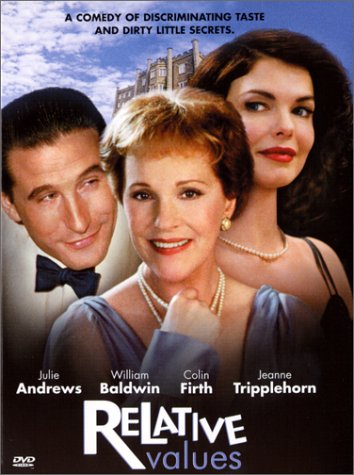 A COMEDY OF DISCRIMINATING TASTE
AND DIRTY LITTLE SECRETS.
Julie Andrews
William Baldwin
Colin Firth
Jeanne Tripplehorn
RELATIVE
values
DVD